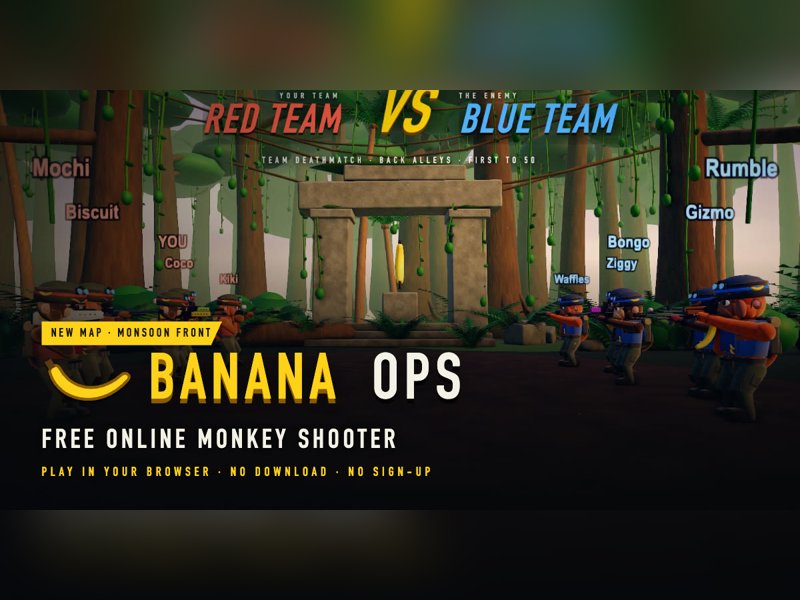 YOUR TEAM
THE ENEMY
RED TEAM VS BLUE TEAM
TEAM DEATHMATCH · BACK ALLEYS · FIRST TO 50
Mochi
Rumble
Biscuit
Gizmo
YOU
Bongo
Coco
Ziggy
Kiki
Waffles
NEW MAP · MONSOON FRONT
BANANA OPS
FREE ONLINE MONKEY SHOOTER
PLAY IN YOUR BROWSER · NO DOWNLOAD · NO SIGN-UP